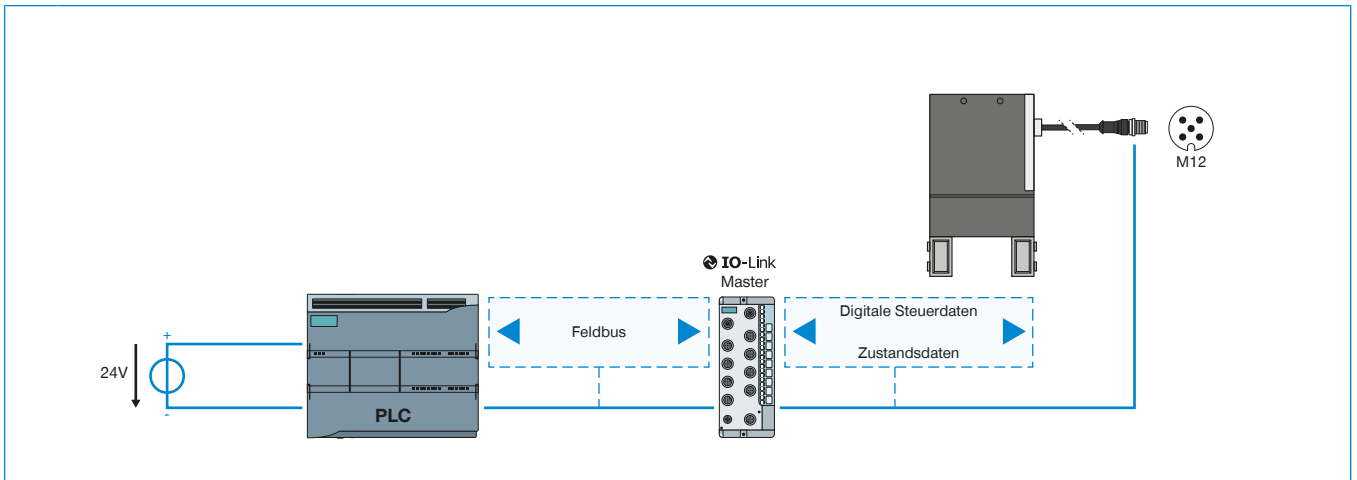 M12
IO-Link
Master
Digitale Steuerdaten
Feldbus
Zustandsdaten
+
24V
-
PLC